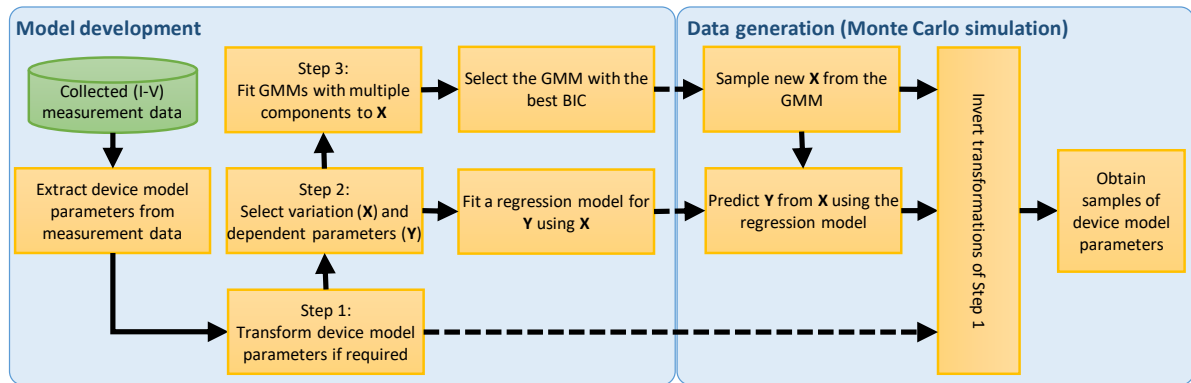 Model development
Collected (I-V)
measurement data
Extract device model
parameters from
measurement data
Step 1:
Transform device model
parameters if required
Step 2:
Select variation (X) and
dependent parameters (Y)
Step 3:
Fit GMMs with multiple
components to X
Select the GMM with the
best BIC
Fit a regression model for
Y using X
Data generation (Monte Carlo simulation)
Sample new X from the
GMM
Predict Y from X using the
regression model
Invert transformations of Step 1
Obtain
samples of
device model
parameters